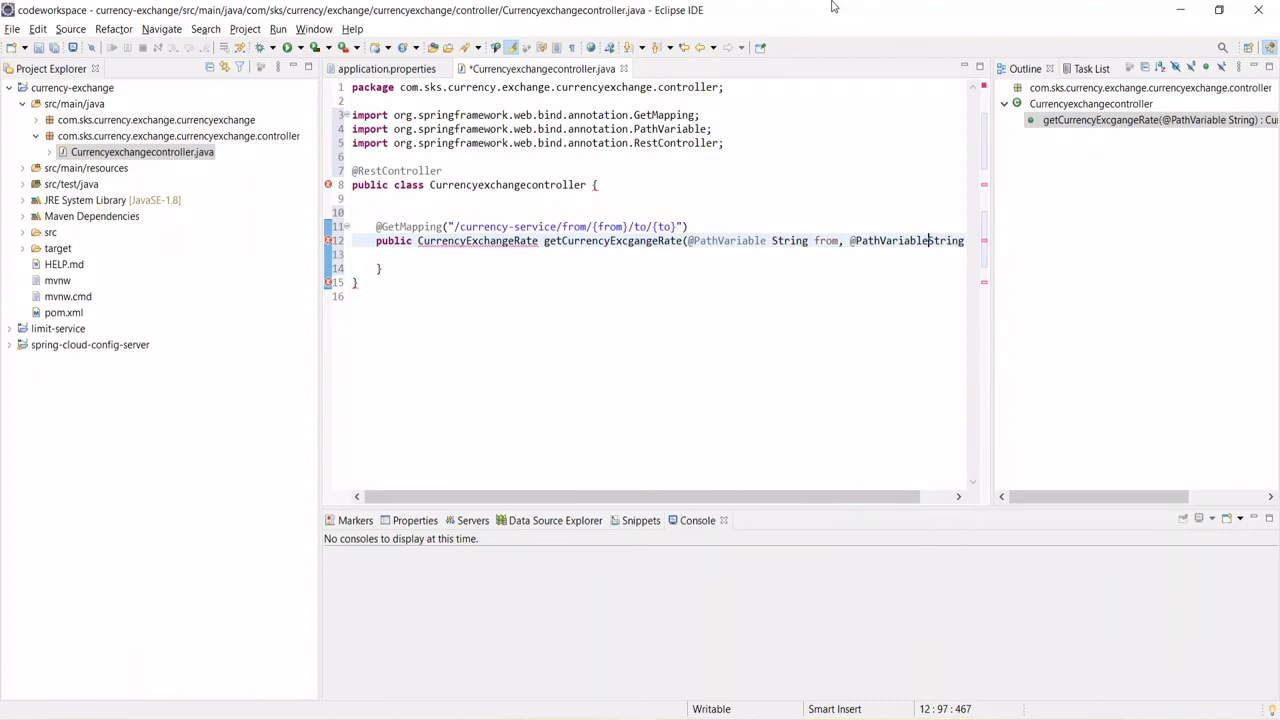 codeworkspace - currency-exchange/src/main/java/com/sks/currency/exchange/currencyexchange/controller/Currencyexchangecontroller.java - Eclipse IDE
File Edit Source Refactor Navigate Search Project Run Window Help
Project Explorer
currency-exchange
src/main/java
com.sks.currency.exchange.currencyexchange
com.sks.currency.exchange.currencyexchange.controller
Currencyexchangecontroller.java
src/main/resources
src/test/java
JRE System Library [JavaSE-1.8]
Maven Dependencies
src
target
HELP.md
mvnw
mvnw.cmd
pom.xml
limit-service
spring-cloud-config-server
application.properties
*Currencyexchangecontroller.java
1 package com.sks.currency.exchange.currencyexchange.controller;
2
3 import org.springframework.web.bind.annotation.GetMapping;
4 import org.springframework.web.bind.annotation.PathVariable;
5 import org.springframework.web.bind.annotation.RestController;
6
7 @RestController
8 public class Currencyexchangecontroller {
9
10
11 @GetMapping("/currency-service/from/{from}/to/{to}")
12 public CurrencyExchangeRate getCurrencyExcgangeRate(@PathVariable String from, @PathVariableString
13
14 }
15 }
16
Outline
Task List
com.sks.currency.exchange.currencyexchange.controller
Currencyexchangecontroller
getCurrencyExcgangeRate(@PathVariable String) : Cu
Markers Properties Servers Data Source Explorer Snippets Console
No consoles to display at this time.
Writable
Smart Insert
12 : 97 : 467